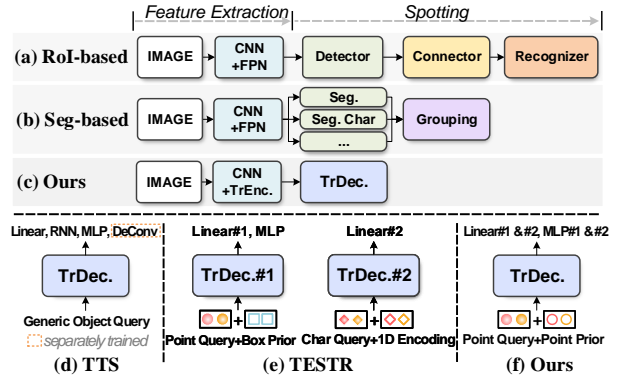 Feature Extraction Spotting
(a) RoI-based IMAGE CNN +FPN Detector Connector Recognizer
(b) Seg-based IMAGE CNN +FPN Seg. Seg. Char ... Grouping
(c) Ours IMAGE CNN +TrEnc. TrDec.
Linear, RNN, MLP, DeConv
TrDec.
Generic Object Query
separately trained
(d) TTS
Linear#1, MLP Linear#2
TrDec.#1 TrDec.#2
+ +
Point Query+Box Prior Char Query+1D Encoding
(e) TESTR
Linear#1 &#2, MLP#1 &#2
TrDec.
+
Point Query+Point Prior
(f) Ours